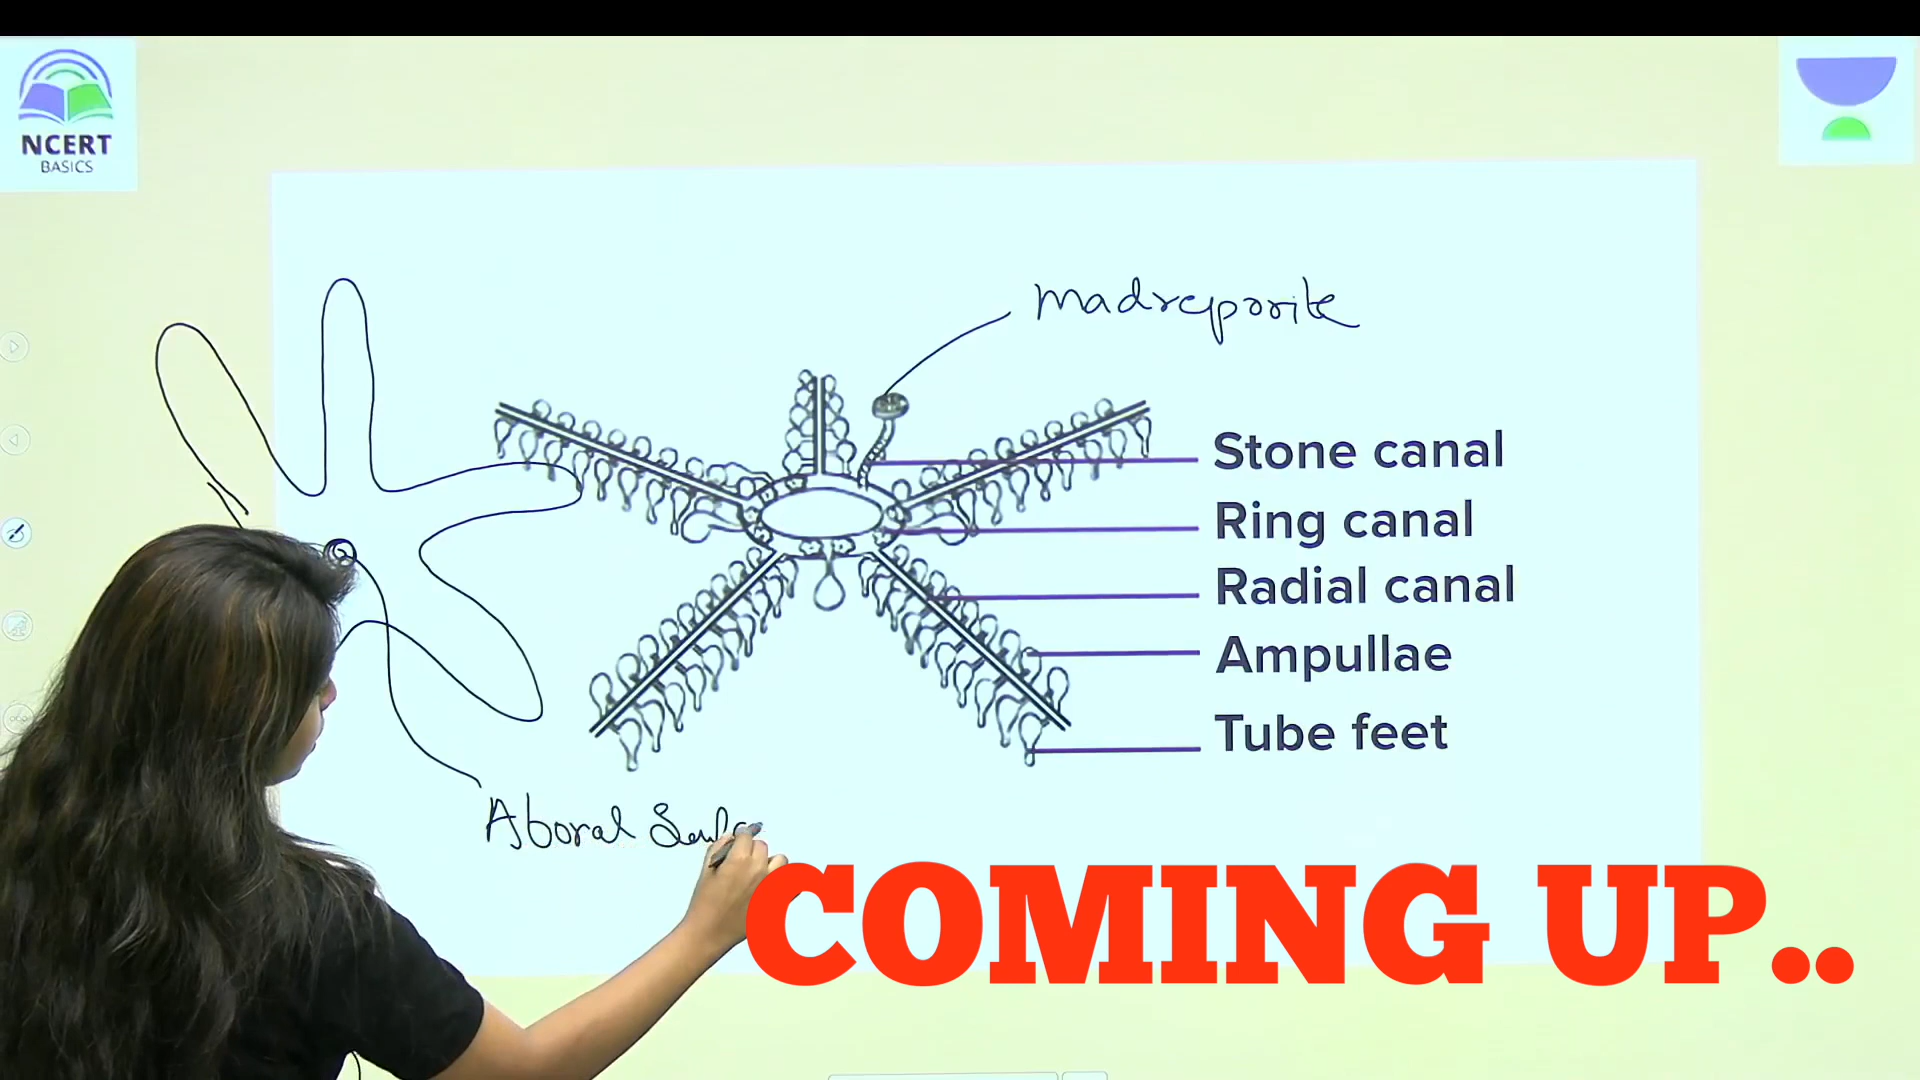 NCERT
BASICS
Madreporite
Stone canal
Ring canal
Radial canal
Ampullae
Tube feet
Aboral
COMING UP..